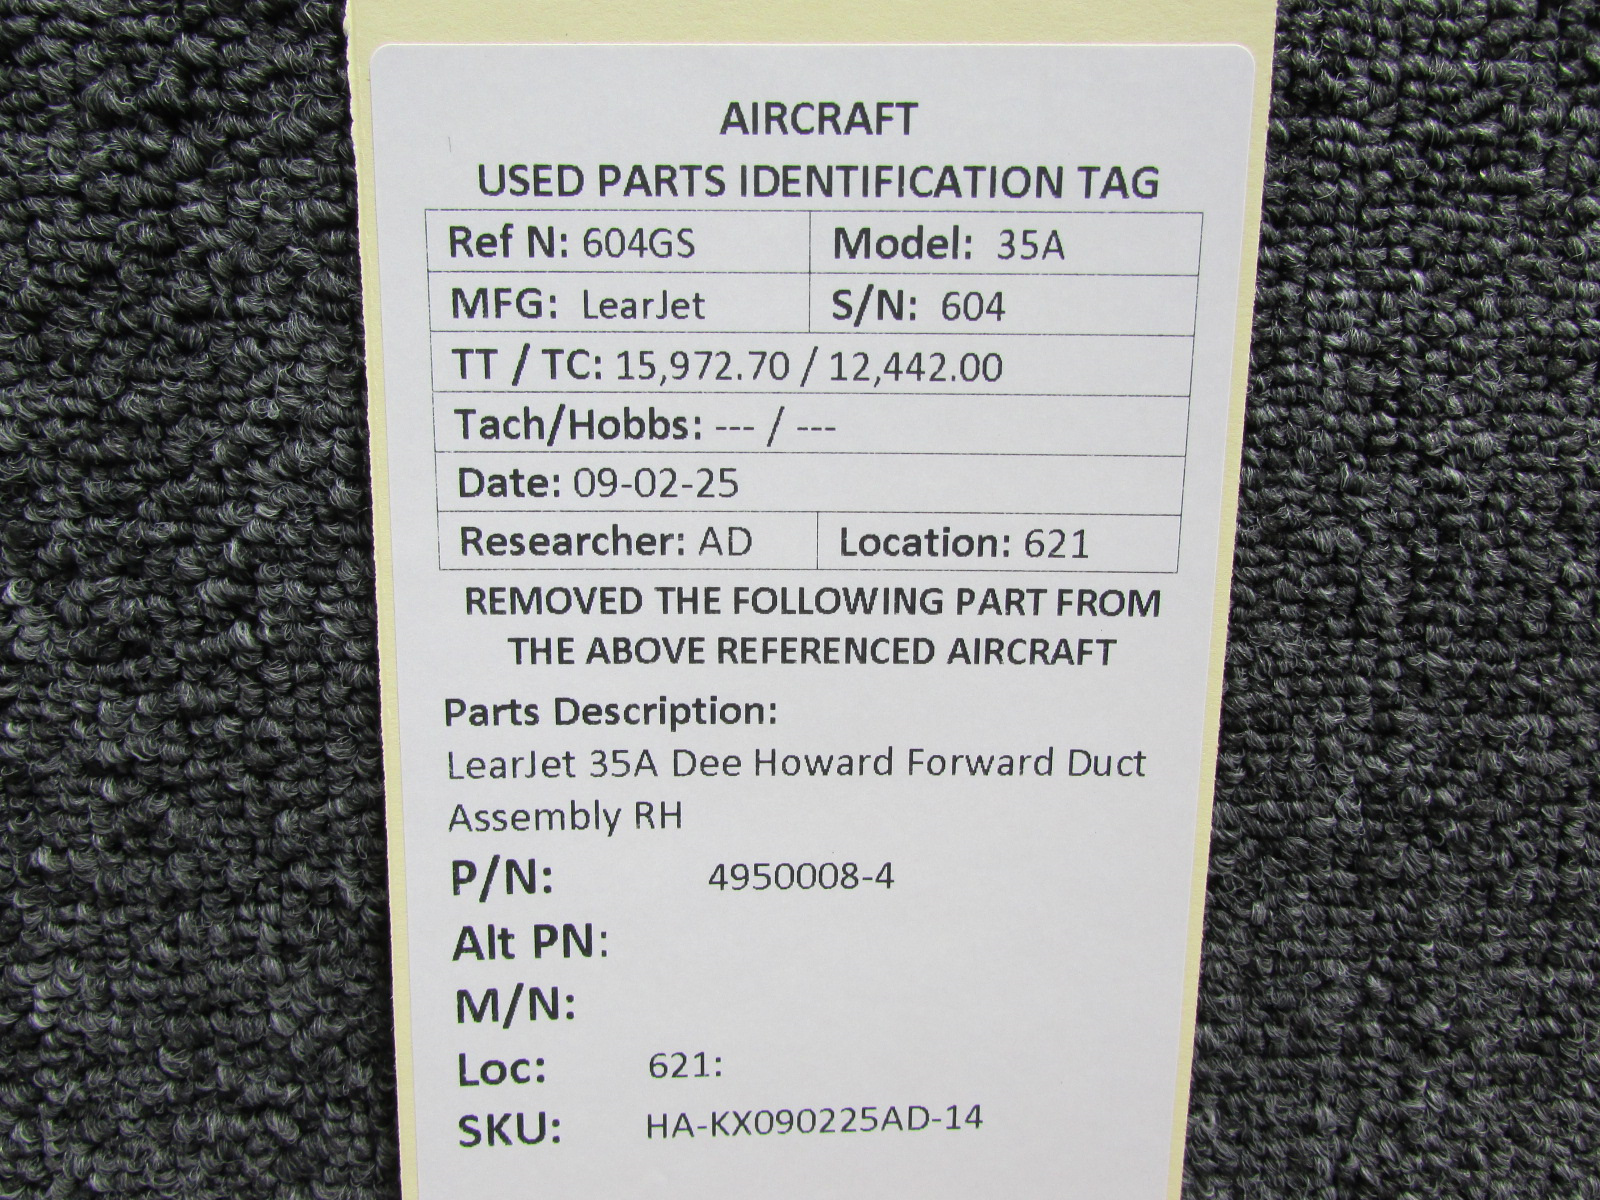 AIRCRAFT
USED PARTS IDENTIFICATION TAG
Ref N: 604GS Model: 35A
MFG: LearJet S/N: 604
TT / TC: 15,972.70 / 12,442.00
Tach/Hobbs: --- / ---
Date: 09-02-25
Researcher: AD Location: 621
REMOVED THE FOLLOWING PART FROM
THE ABOVE REFERENCED AIRCRAFT
Parts Description:
LearJet 35A Dee Howard Forward Duct
Assembly RH
P/N: 4950008-4
Alt PN:
M/N:
Loc: 621:
SKU: HA-KX090225AD-14